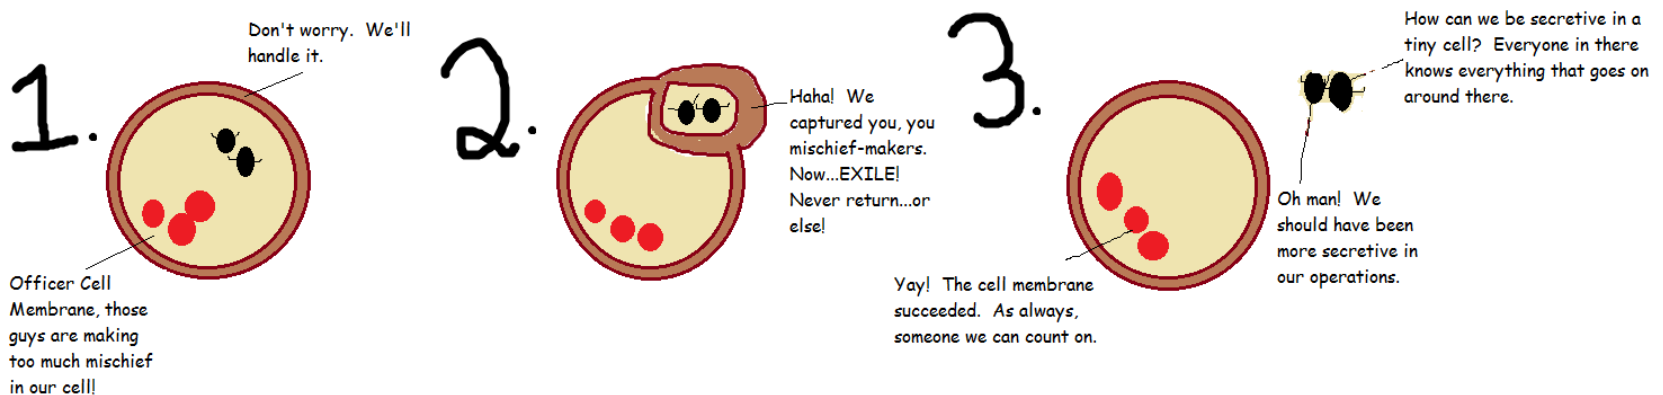 1.
Don't worry. We'll
handle it.
Officer Cell
Membrane, those
guys are making
too much mischief
in our cell!
2.
Haha! We
captured you, you
mischief-makers.
Now...EXILE!
Never return...or
else!
3.
How can we be secretive in a
tiny cell? Everyone in there
knows everything that goes on
around there.
Oh man! We
should have been
more secretive in
our operations.
Yay! The cell membrane
succeeded. As always,
someone we can count on.